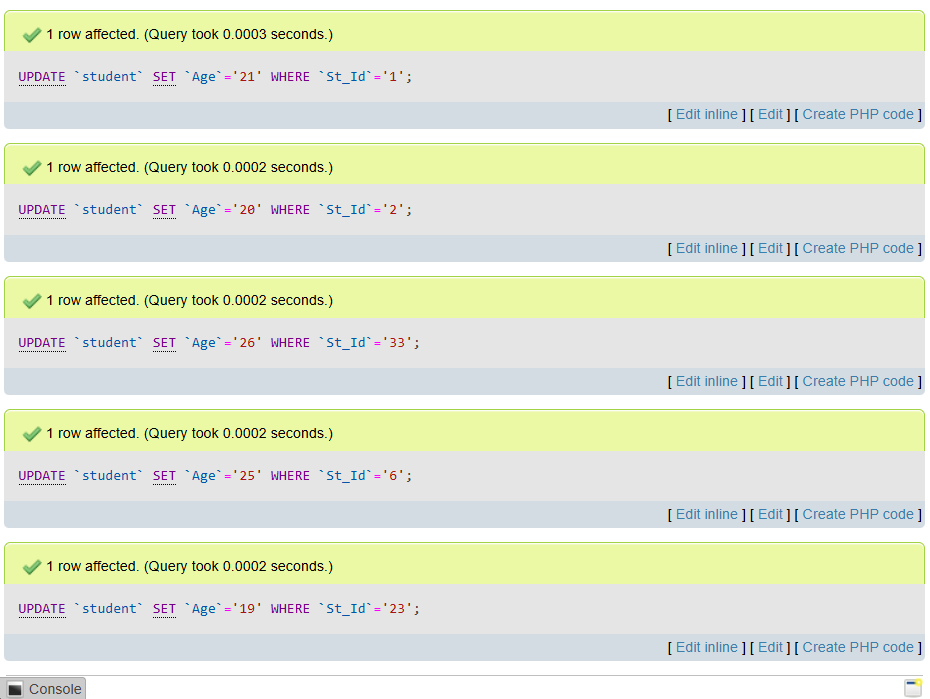 1 row affected. (Query took 0.0003 seconds.)
UPDATE `student` SET `Age`='21' WHERE `St_Id`='1';
[ Edit inline ] [ Edit ] [ Create PHP code ]
1 row affected. (Query took 0.0002 seconds.)
UPDATE `student` SET `Age`='20' WHERE `St_Id`='2';
[ Edit inline ] [ Edit ] [ Create PHP code ]
1 row affected. (Query took 0.0002 seconds.)
UPDATE `student` SET `Age`='26' WHERE `St_Id`='33';
[ Edit inline ] [ Edit ] [ Create PHP code ]
1 row affected. (Query took 0.0002 seconds.)
UPDATE `student` SET `Age`='25' WHERE `St_Id`='6';
[ Edit inline ] [ Edit ] [ Create PHP code ]
1 row affected. (Query took 0.0002 seconds.)
UPDATE `student` SET `Age`='19' WHERE `St_Id`='23';
[ Edit inline ] [ Edit ] [ Create PHP code ]
Console